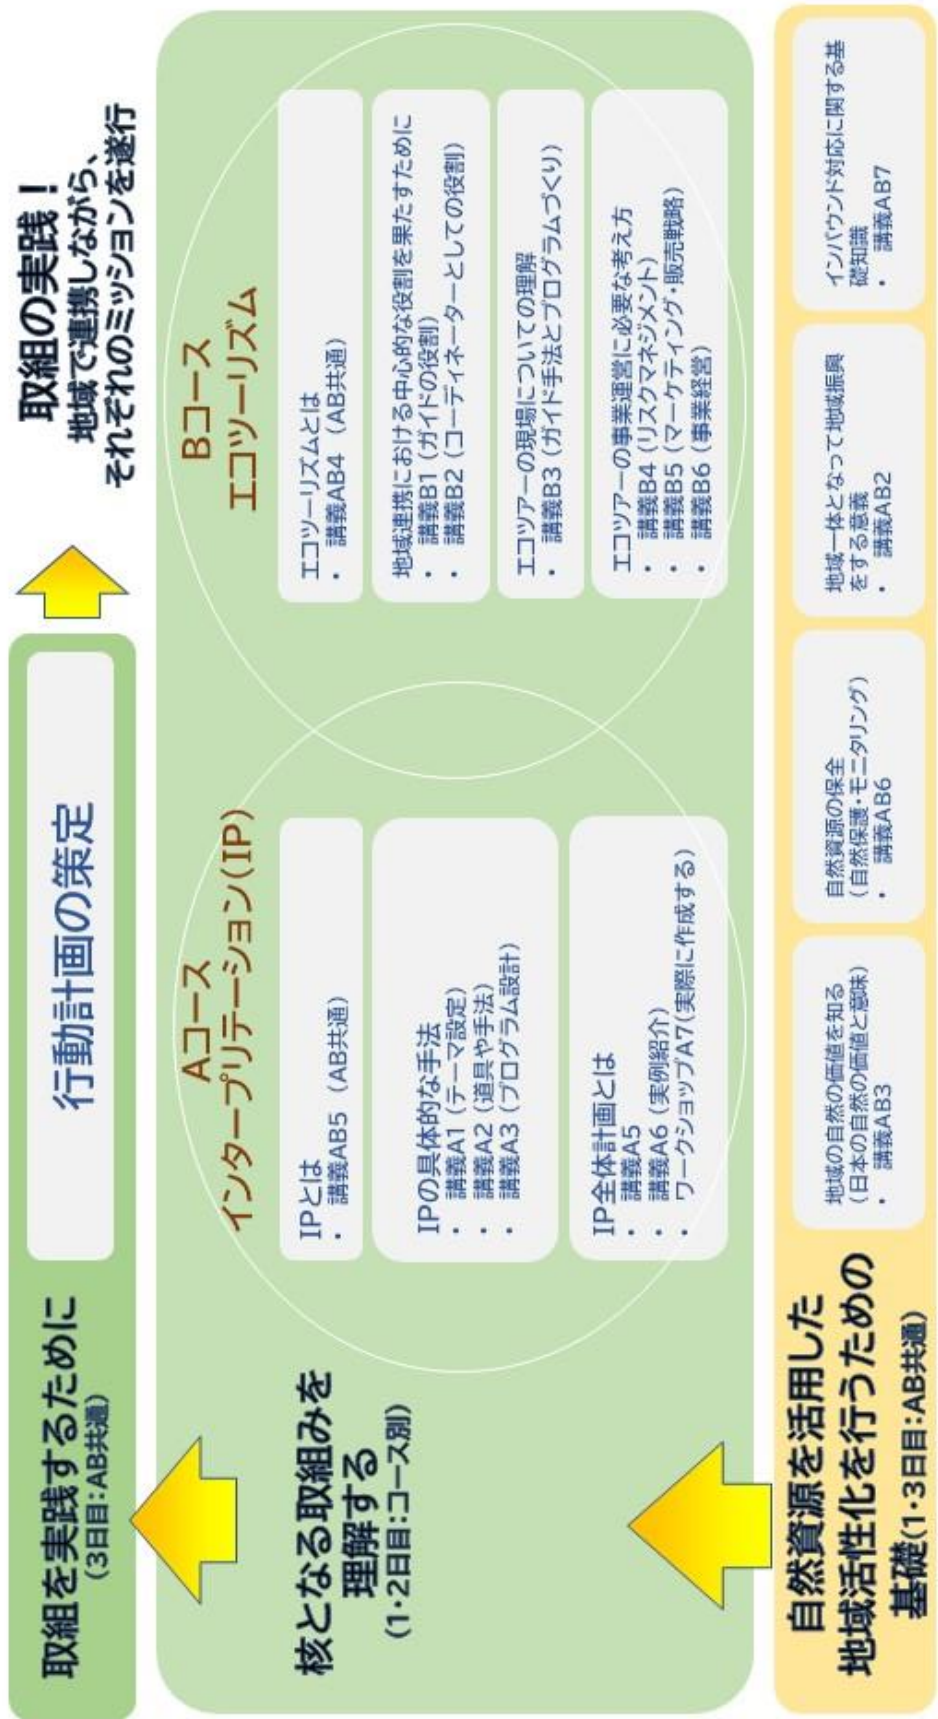 取組を実践するために
(3日目:AB共通)
行動計画の策定
取組の実践!
地域で連携しながら、
それぞれのミッションを遂行
核となる取組みを
理解する
(1・2日目:コース別)
Aコース
インタープリテーション(IP)
IPとは
• 講義AB5（AB共通）
IPの具体的な手法
• 講義A1（テーマ設定）
• 講義A2（道具や手法）
• 講義A3（プログラム設計）
IP全体計画とは
• 講義A5
• 講義A6（実例紹介）
• ワークショップA7(実際に作成する)
Bコース
エコツーリズム
エコツーリズムとは
• 講義AB4（AB共通）
地域連携における中心的な役割を果たすために
• 講義B1（ガイドの役割）
• 講義B2（コーディネーターとしての役割）
エコツアーの現場についての理解
• 講義B3（ガイド手法とプログラムづくり）
エコツアーの事業運営に必要な考え方
• 講義B4（リスクマネジメント）
• 講義B5（マーケティング・販売戦略）
• 講義B6（事業経営）
自然資源を活用した
地域活性化を行うための
基礎(1・3日目:AB共通)
地域の自然の価値を知る
（日本の自然の価値と意味）
• 講義AB3
自然資源の保全
（自然保護・モニタリング）
• 講義AB6
地域一体となって地域振興
をする意義
• 講義AB2
インバウンド対応に関する基
礎知識
• 講義AB7